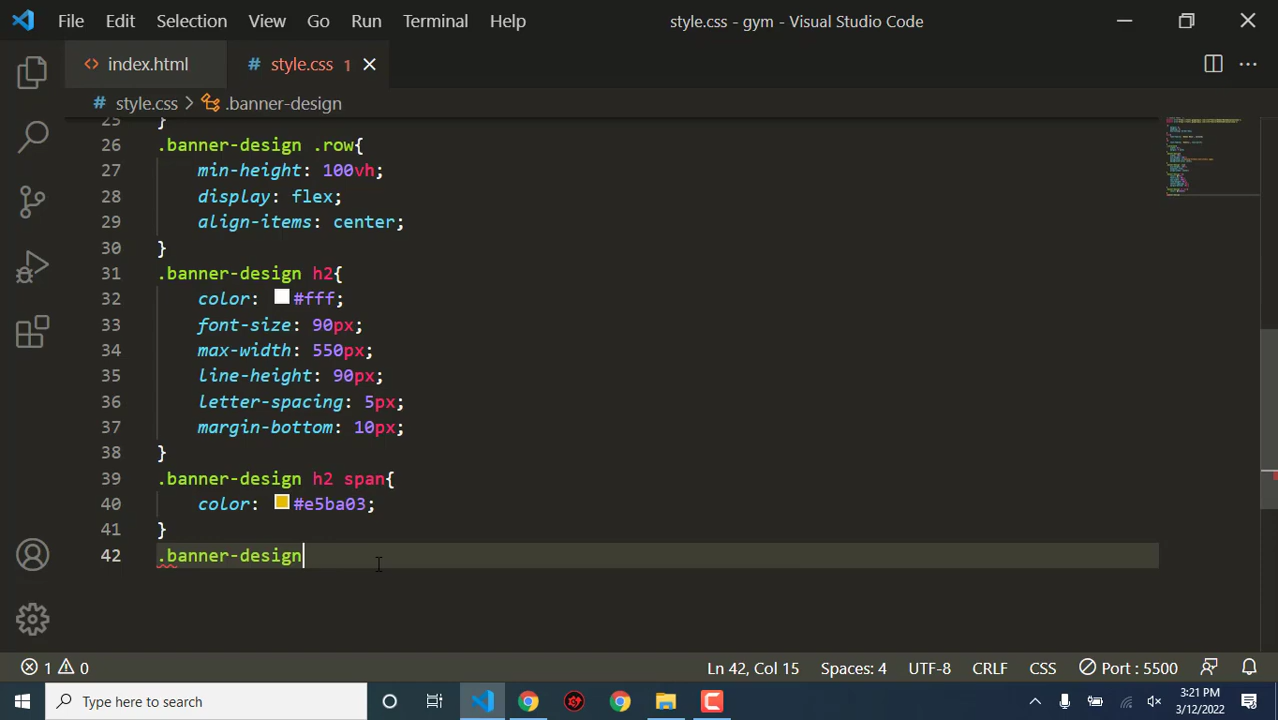 File Edit Selection View Go Run Terminal Help style.css - gym - Visual Studio Code
index.html # style.css 1
# style.css > .banner-design
25 }
26 .banner-design .row{
27 min-height: 100vh;
28 display: flex;
29 align-items: center;
30 }
31 .banner-design h2{
32 color: #fff;
33 font-size: 90px;
34 max-width: 550px;
35 line-height: 90px;
36 letter-spacing: 5px;
37 margin-bottom: 10px;
38 }
39 .banner-design h2 span{
40 color: #e5ba03;
41 }
42 .banner-design
1 0 Ln 42, Col 15 Spaces: 4 UTF-8 CRLF CSS Port : 5500
Type here to search
3:21 PM
3/12/2022